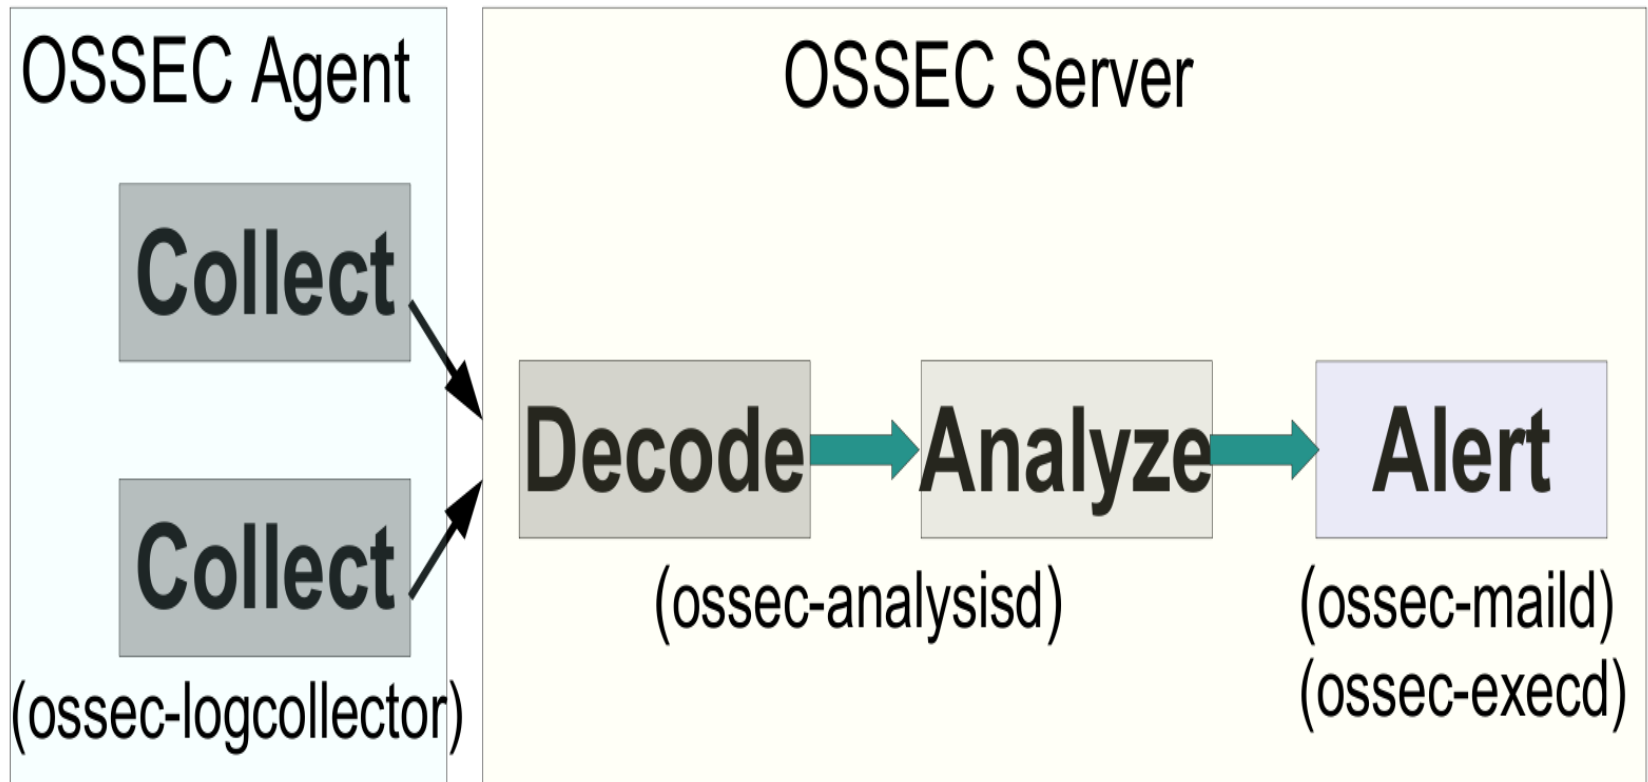 OSSEC Agent
Collect
Collect
(ossec-logcollector)
OSSEC Server
Decode
Analyze
Alert
(ossec-analysisd)
(ossec-maild)
(ossec-execd)